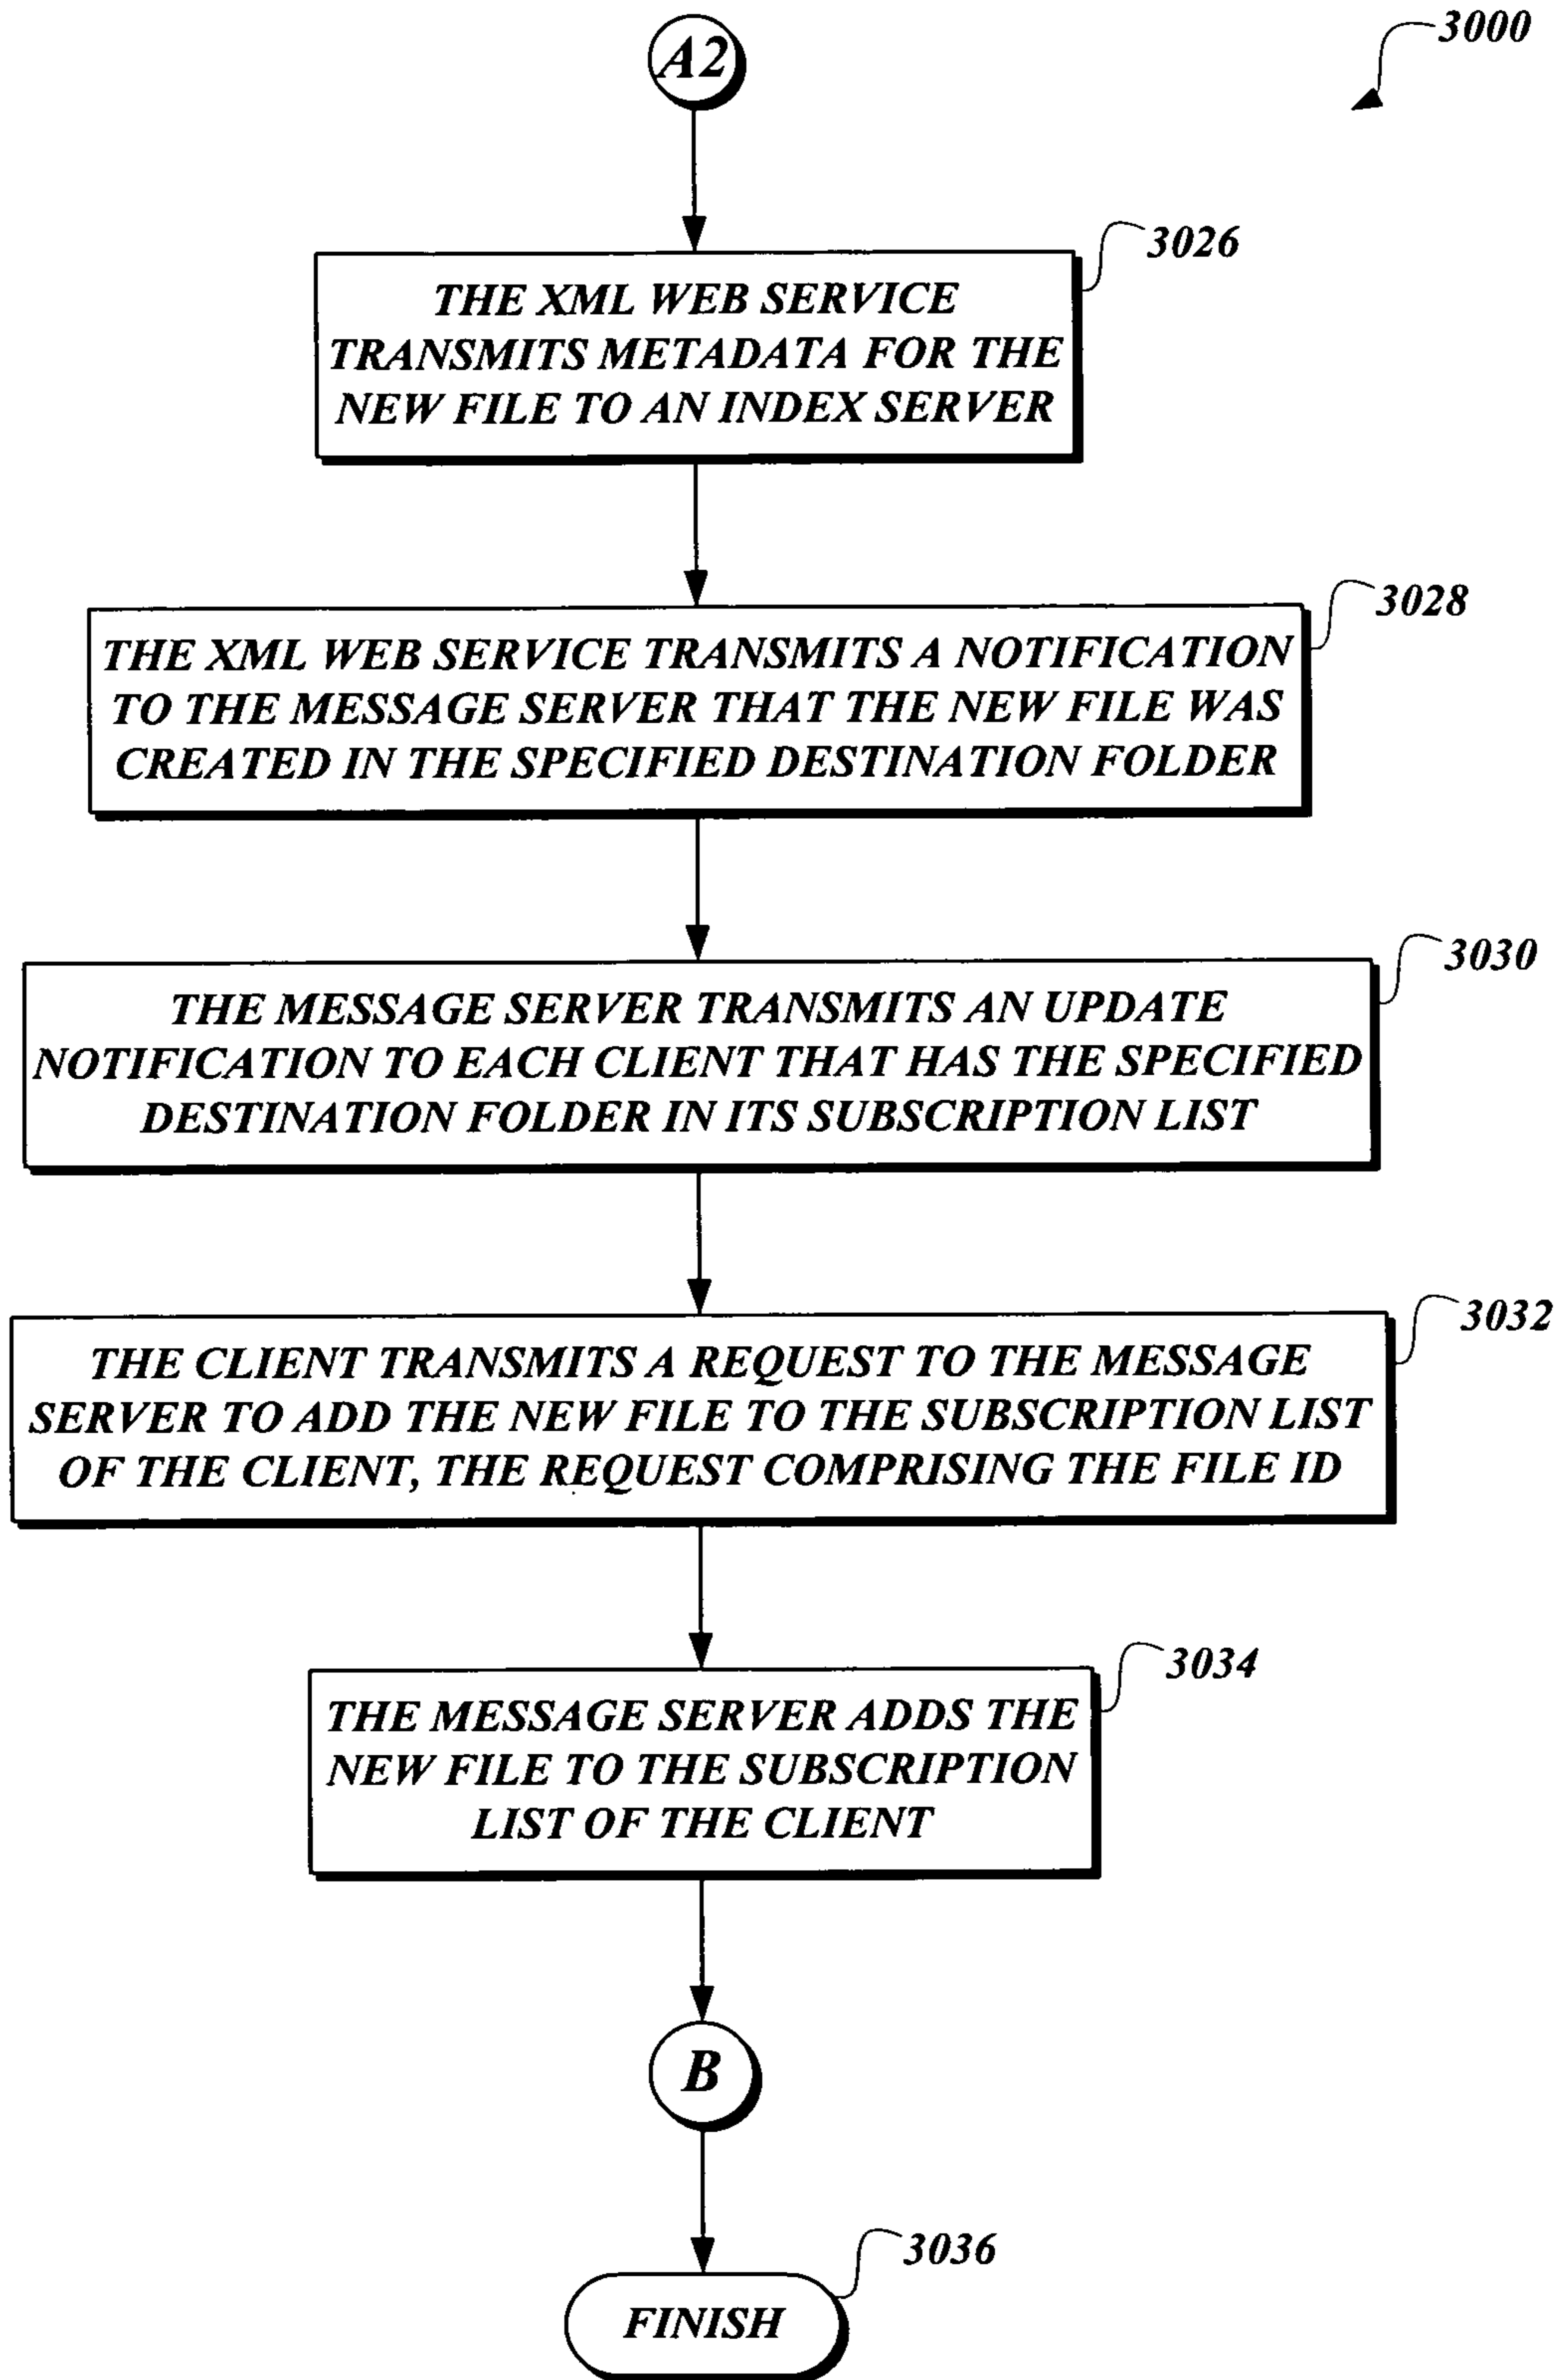 A2
3000
3026
THE XML WEB SERVICE
TRANSMITS METADATA FOR THE
NEW FILE TO AN INDEX SERVER
3028
THE XML WEB SERVICE TRANSMITS A NOTIFICATION
TO THE MESSAGE SERVER THAT THE NEW FILE WAS
CREATED IN THE SPECIFIED DESTINATION FOLDER
3030
THE MESSAGE SERVER TRANSMITS AN UPDATE
NOTIFICATION TO EACH CLIENT THAT HAS THE SPECIFIED
DESTINATION FOLDER IN ITS SUBSCRIPTION LIST
3032
THE CLIENT TRANSMITS A REQUEST TO THE MESSAGE
SERVER TO ADD THE NEW FILE TO THE SUBSCRIPTION LIST
OF THE CLIENT, THE REQUEST COMPRISING THE FILE ID
3034
THE MESSAGE SERVER ADDS THE
NEW FILE TO THE SUBSCRIPTION
LIST OF THE CLIENT
B
3036
FINISH